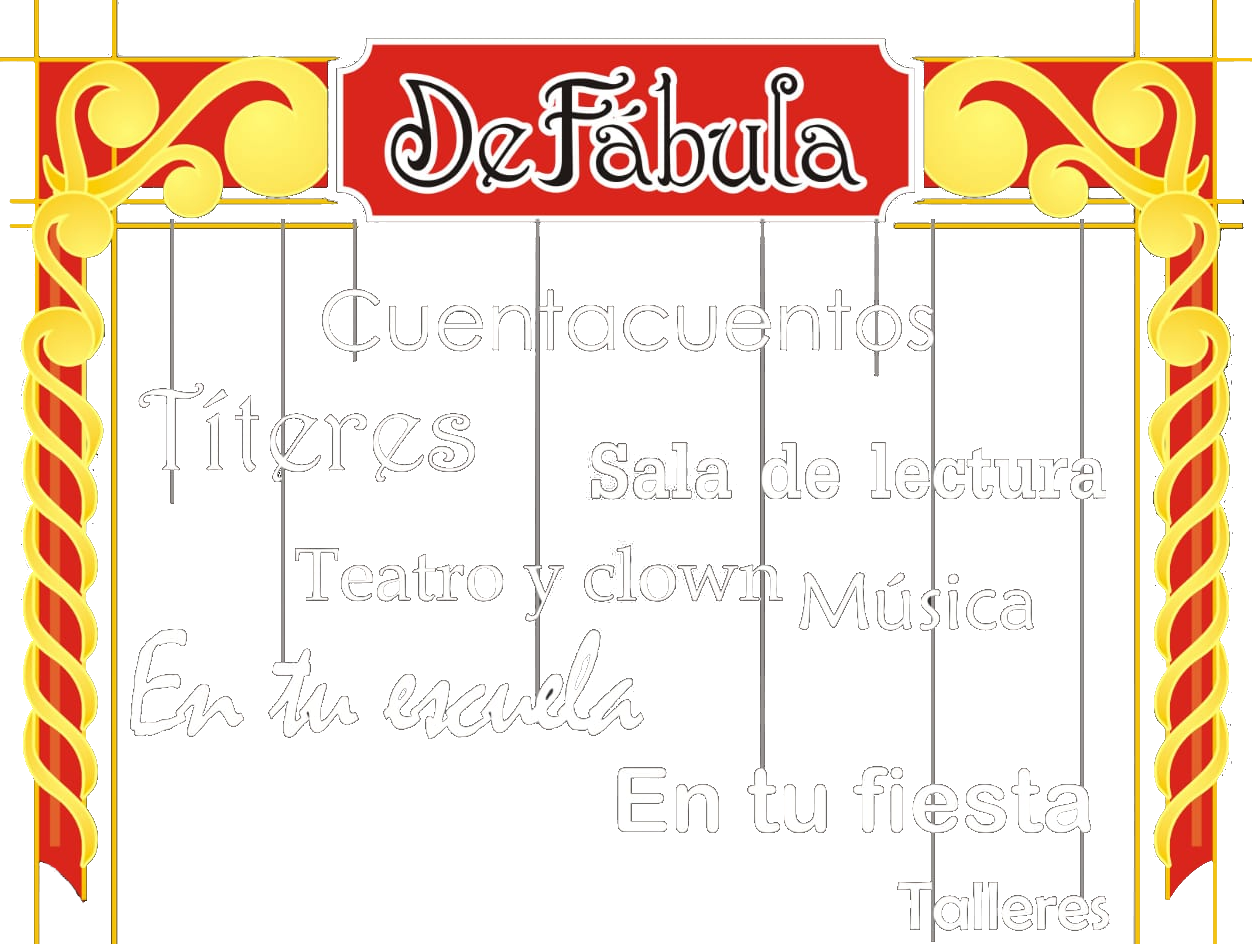 DeFábula
Cuentacuentos
Títeres
Sala de lectura
Teatro y clown
Música
En tu escuela
En tu fiesta
Talleres